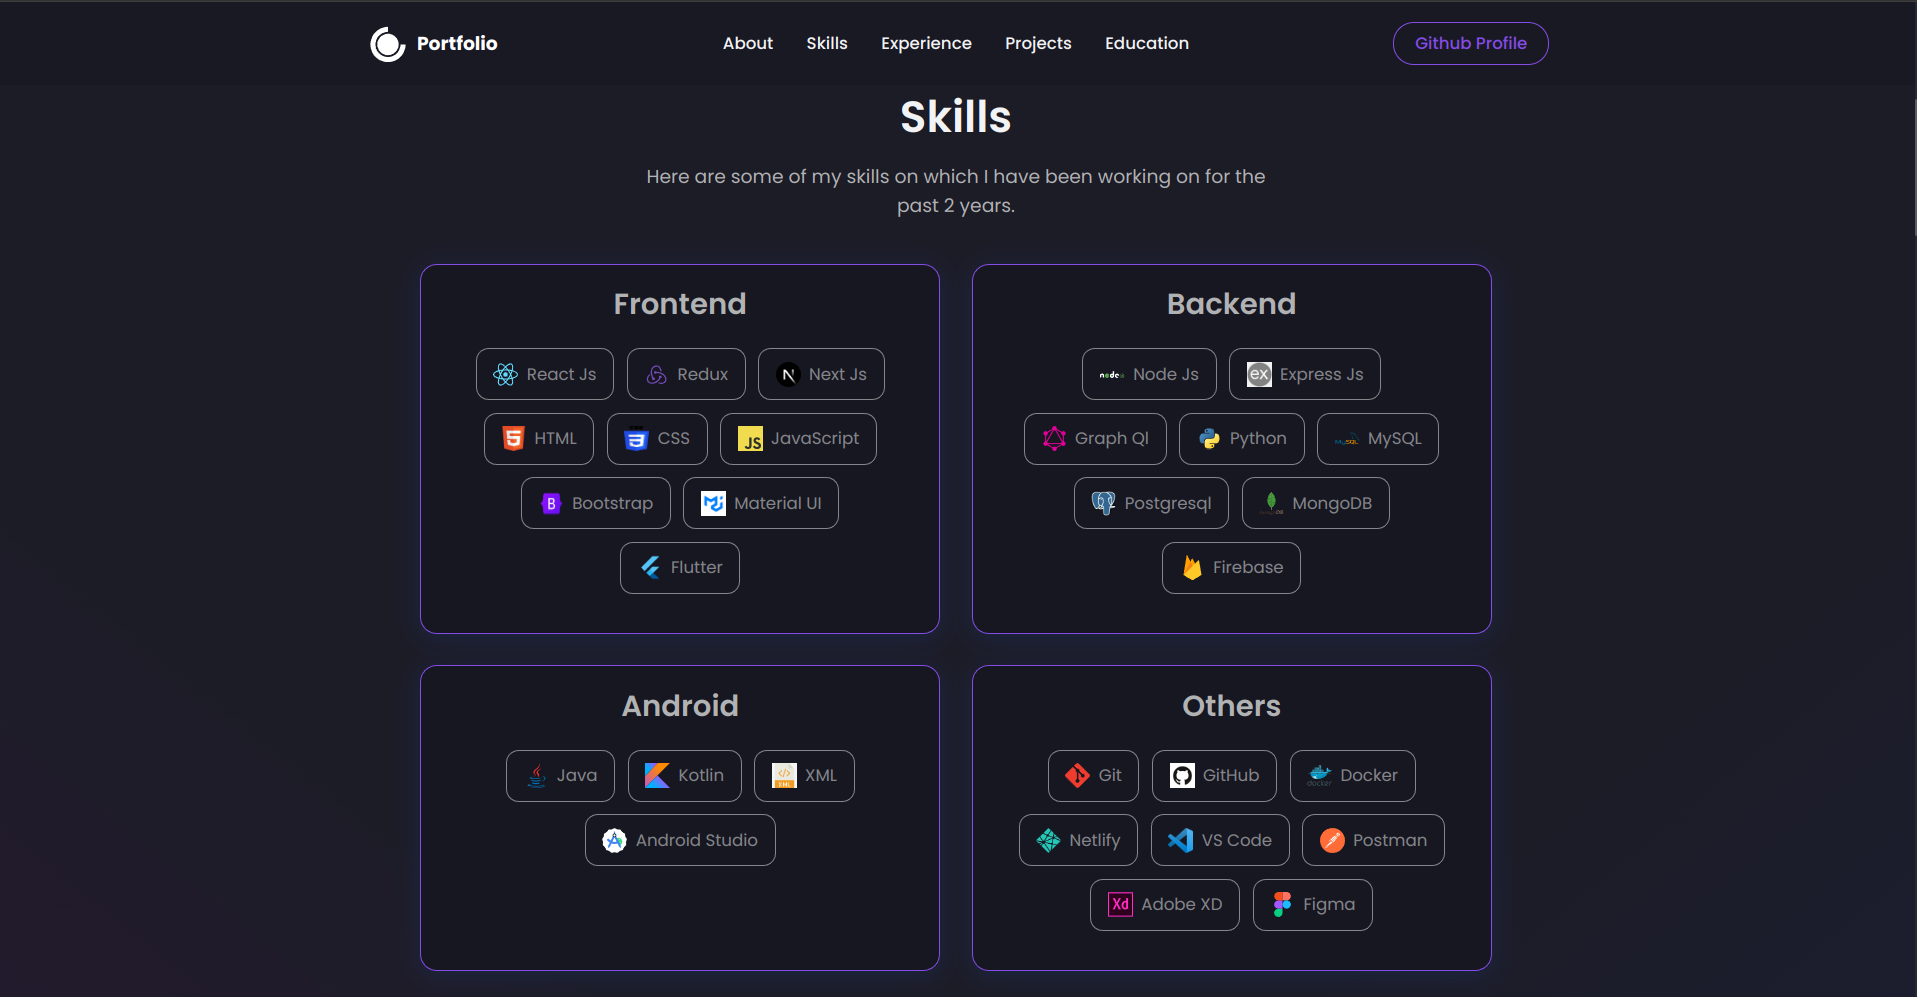 Portfolio
About
Skills
Experience
Projects
Education
Github Profile
Skills
Here are some of my skills on which I have been working on for the
past 2 years.
Frontend
React Js
Redux
Next Js
HTML
CSS
JavaScript
Bootstrap
Material UI
Flutter
Backend
Node Js
Express Js
Graph Ql
Python
MySQL
Postgresql
MongoDB
Firebase
Android
Java
Kotlin
XML
Android Studio
Others
Git
GitHub
Docker
Netlify
VS Code
Postman
Adobe XD
Figma